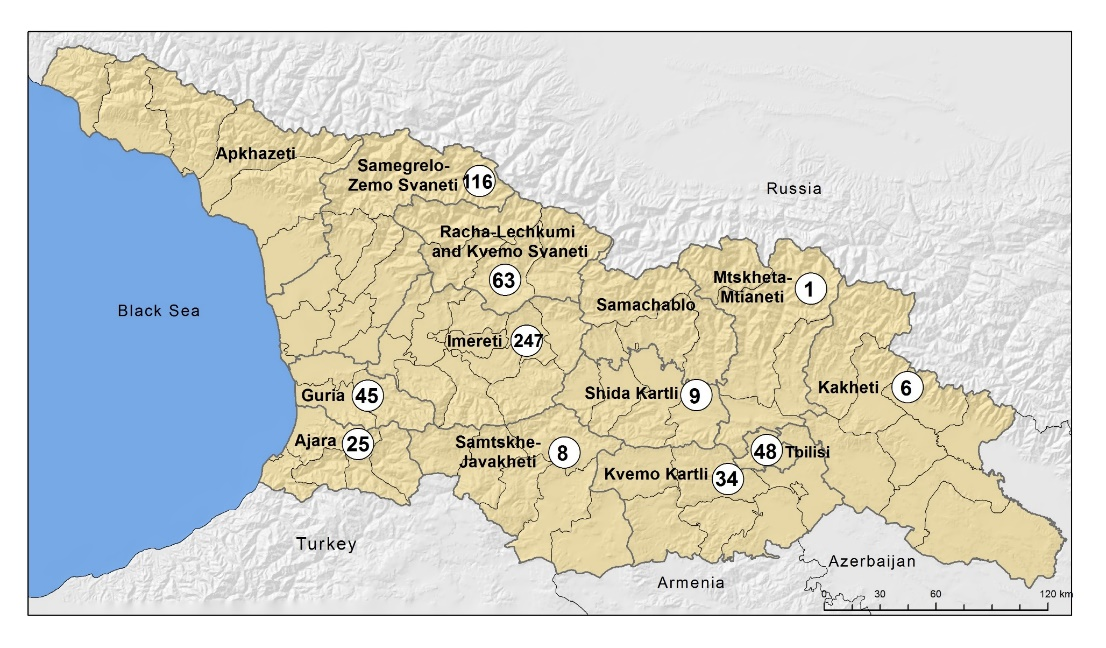 Apkhazeti
Samegrelo-
Zemo Svaneti 116
Russia
Racha-Lechkumi
and Kvemo Svaneti
63
Mtskheta-
Mtianeti 1
Samachablo
Black Sea
Imereti 247
Guria 45
Shida Kartli 9
Kakheti 6
Ajara 25
Samtskhe-
Javakheti 8
48 Tbilisi
Kvemo Kartli 34
Turkey
Armenia
Azerbaijan
0 30 60 120 km